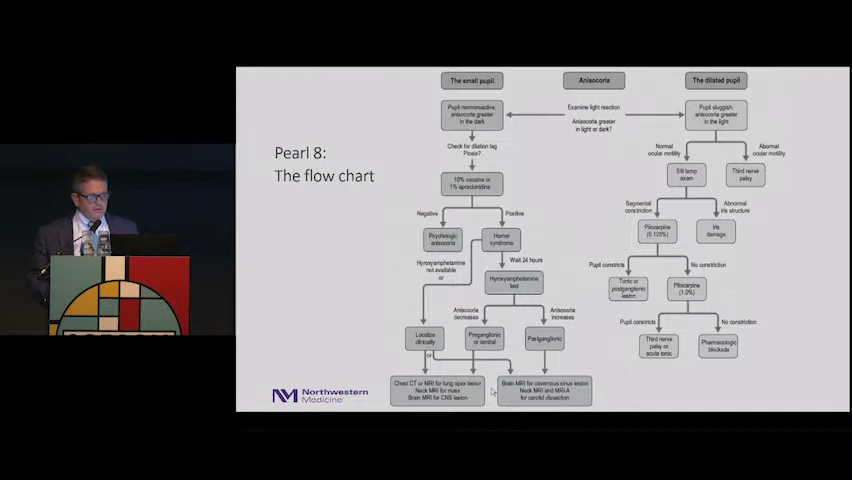 Pearl 8:
The flow chart
The small pupil
Anisocoria
The dilated pupil
Pupil normoreactive;
anisocoria greater
in the dark
Examine light reaction
Anisocoria greater
in light or dark?
Pupil sluggish;
anisocoria greater
in the light
Check for dilation lag
Ptosis?
10% cocaine or
1% apraclonidine
Negative
Positive
Psychologic
anisocoria
Horner
syndrome
Hyroxyamphetamine
not available
or
Wait 24 hours
Hyroxyamphetamine
test
Anisocoria
decreases
Anisocoria
increases
Localize
clinically
Preganglionic
or central
Postganglionic
or
Chest CT or MRI for lung apex lesion
Neck MRI for mass
Brain MRI for CNS lesion
Brain MRI for cavernous sinus lesion
Neck MRI and MRI-A
for carotid dissection
Normal
ocular motility
Abormal
ocular motility
Slit lamp
exam
Third nerve
palsy
Segmental
constriction
Abnormal
iris structure
Pilocarpine
(0.125%)
Iris
damage
Pupil constricts
No constriction
Tonic or
postganglionic
lesion
Pilocarpine
(1.0%)
Pupil constricts
No constriction
Third nerve
palsy or
acute tonic
Pharmacologic
blockade
Northwestern
Medicine